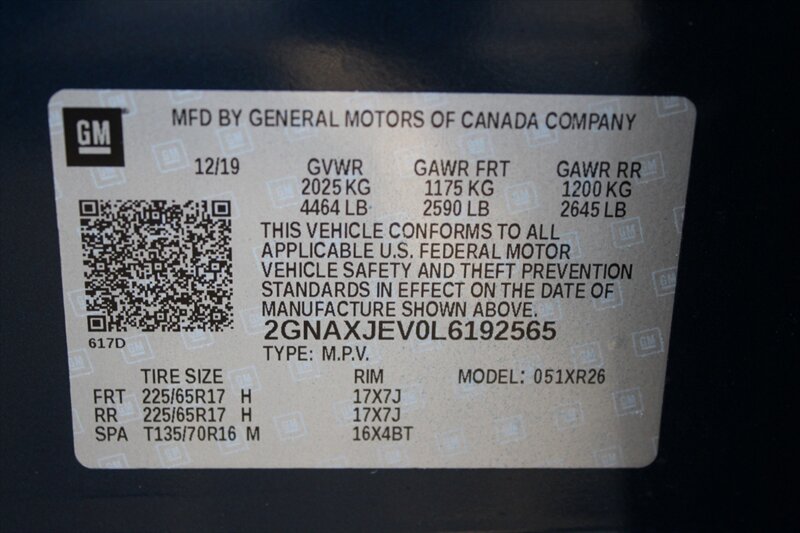 GM
MFD BY GENERAL MOTORS OF CANADA COMPANY
12/19 GVWR GAWR FRT GAWR RR
2025 KG 1175 KG 1200 KG
4464 LB 2590 LB 2645 LB
THIS VEHICLE CONFORMS TO ALL
APPLICABLE U.S. FEDERAL MOTOR
VEHICLE SAFETY AND THEFT PREVENTION
STANDARDS IN EFFECT ON THE DATE OF
MANUFACTURE SHOWN ABOVE.
617D
2GNAXJEV0L6192565
TYPE: M.P.V.
TIRE SIZE RIM MODEL: 051XR26
FRT 225/65R17 H 17X7J
RR 225/65R17 H 17X7J
SPA T135/70R16 M 16X4BT